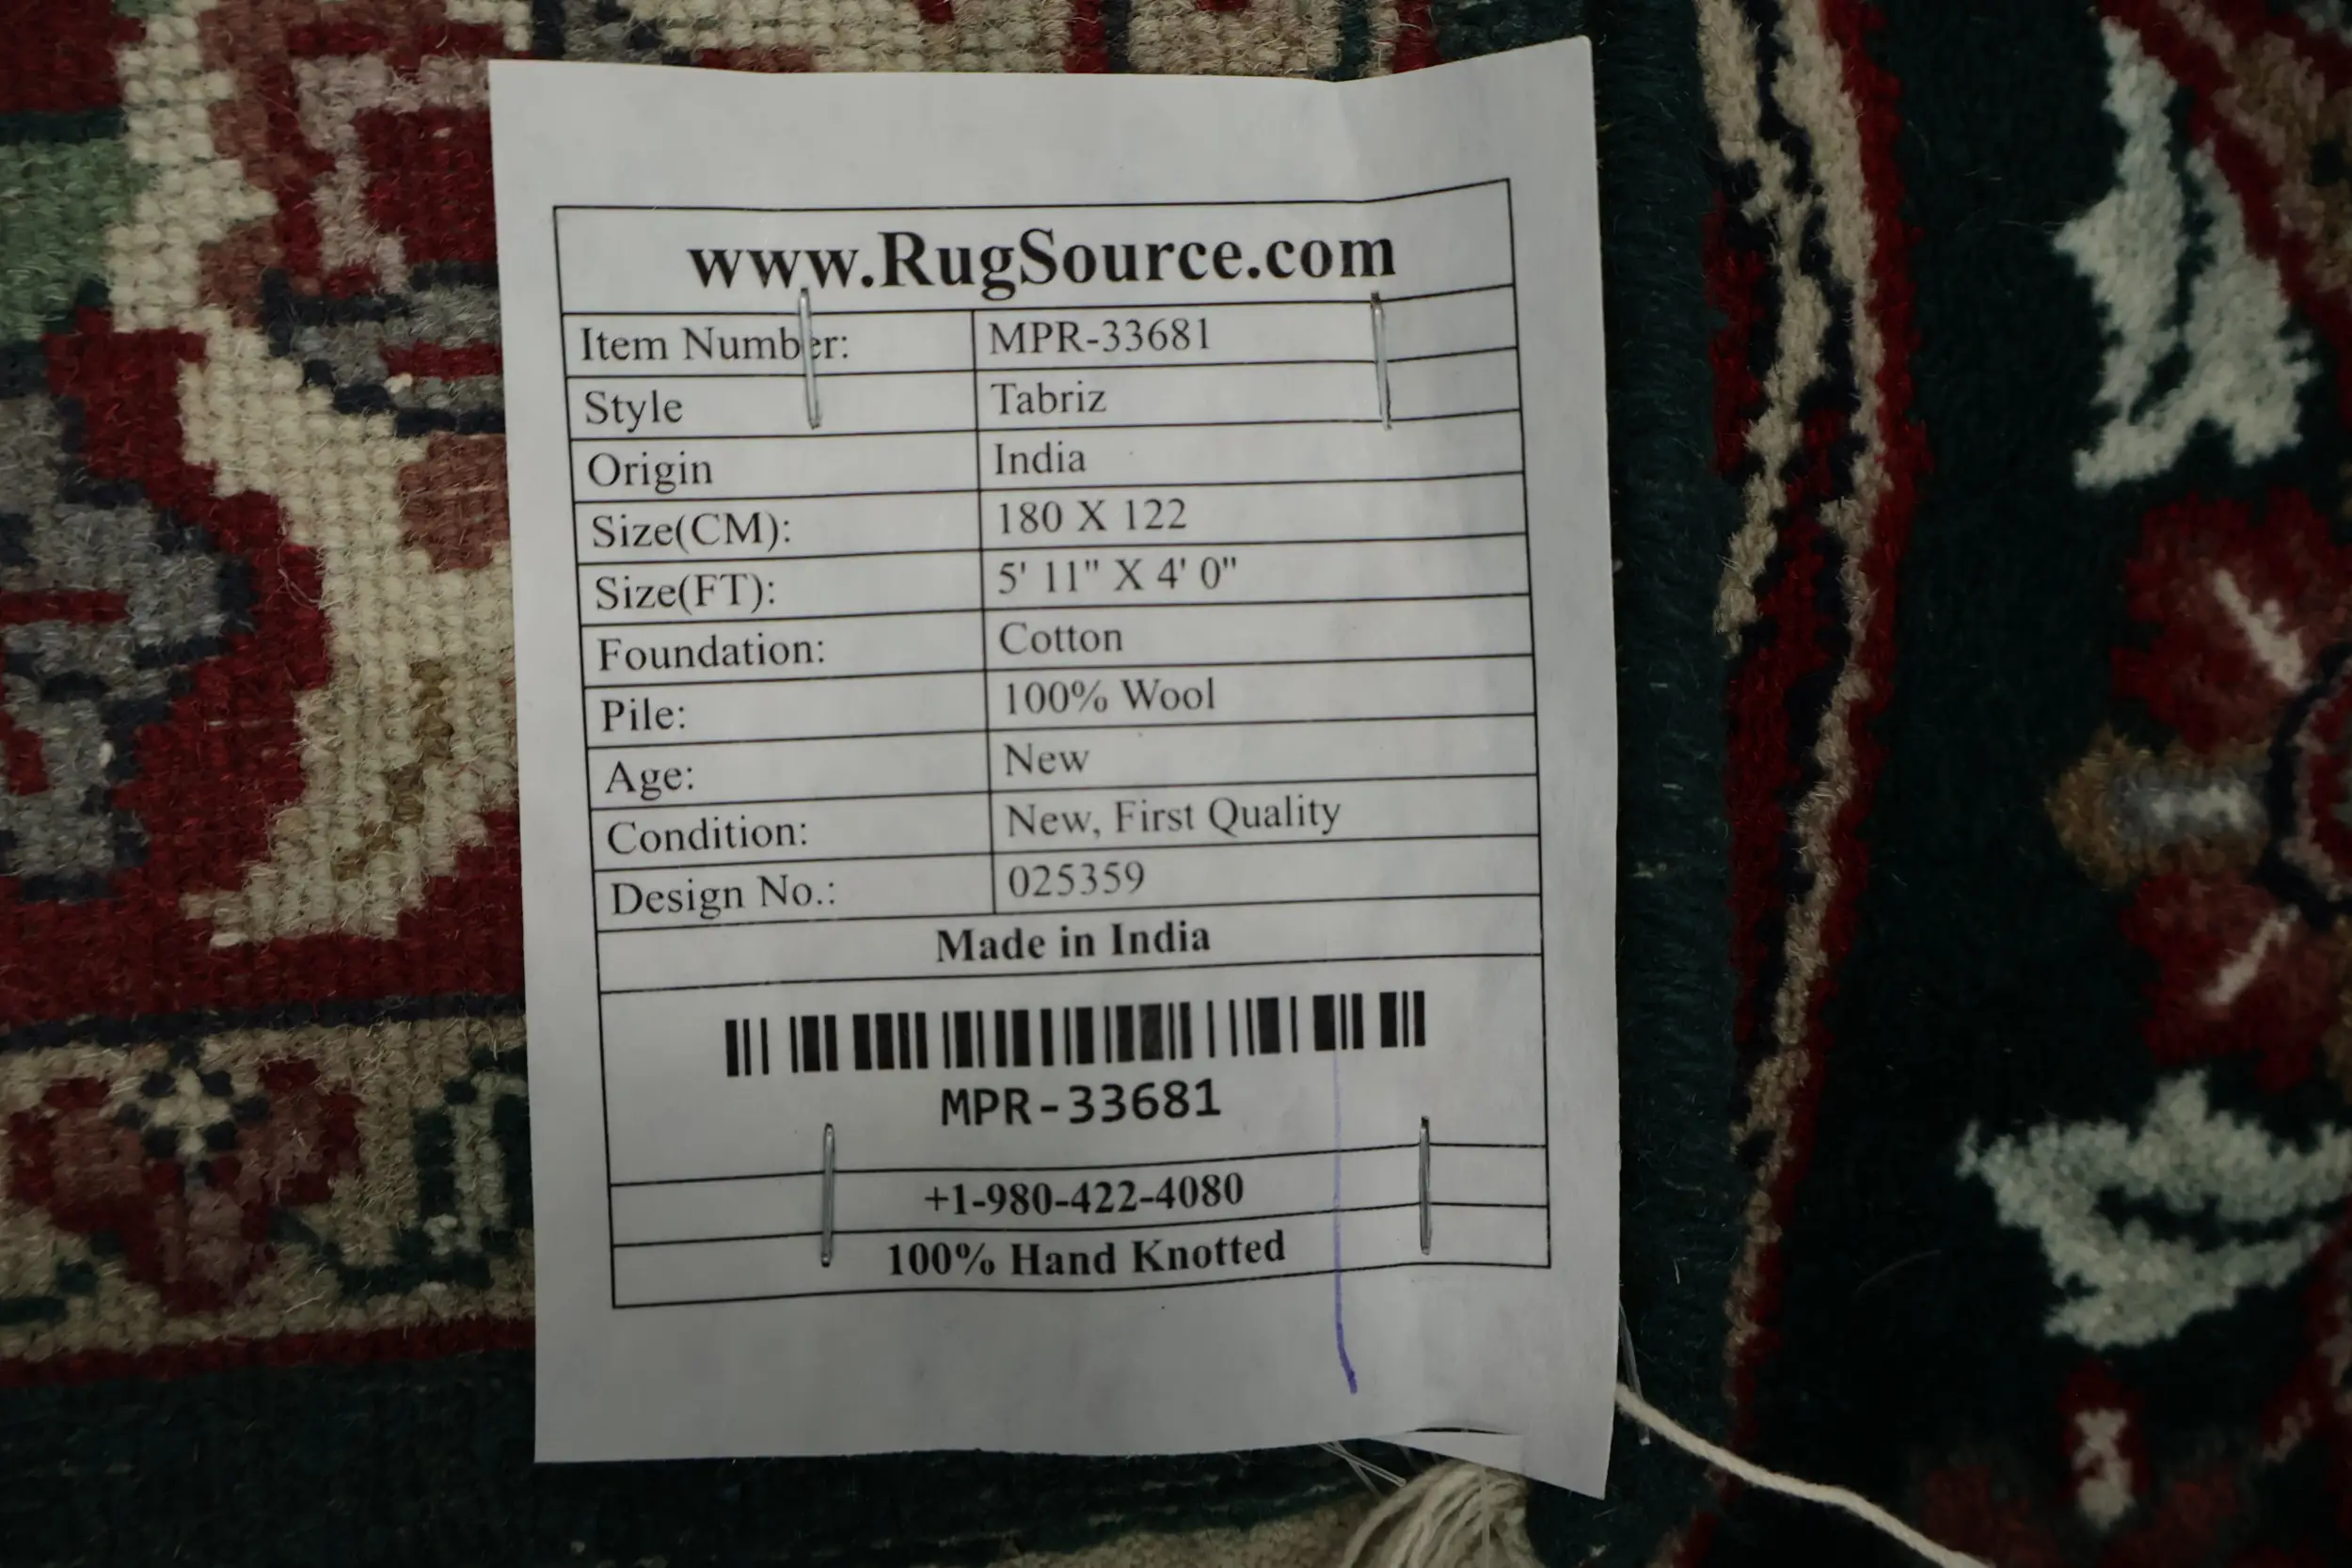 www.RugSource.com
Item Number: MPR-33681
Style Tabriz
Origin India
Size(CM): 180 X 122
Size(FT): 5' 11" X 4' 0"
Foundation: Cotton
Pile: 100% Wool
Age: New
Condition: New, First Quality
Design No.: 025359
Made in India
MPR-33681
+1-980-422-4080
100% Hand Knotted